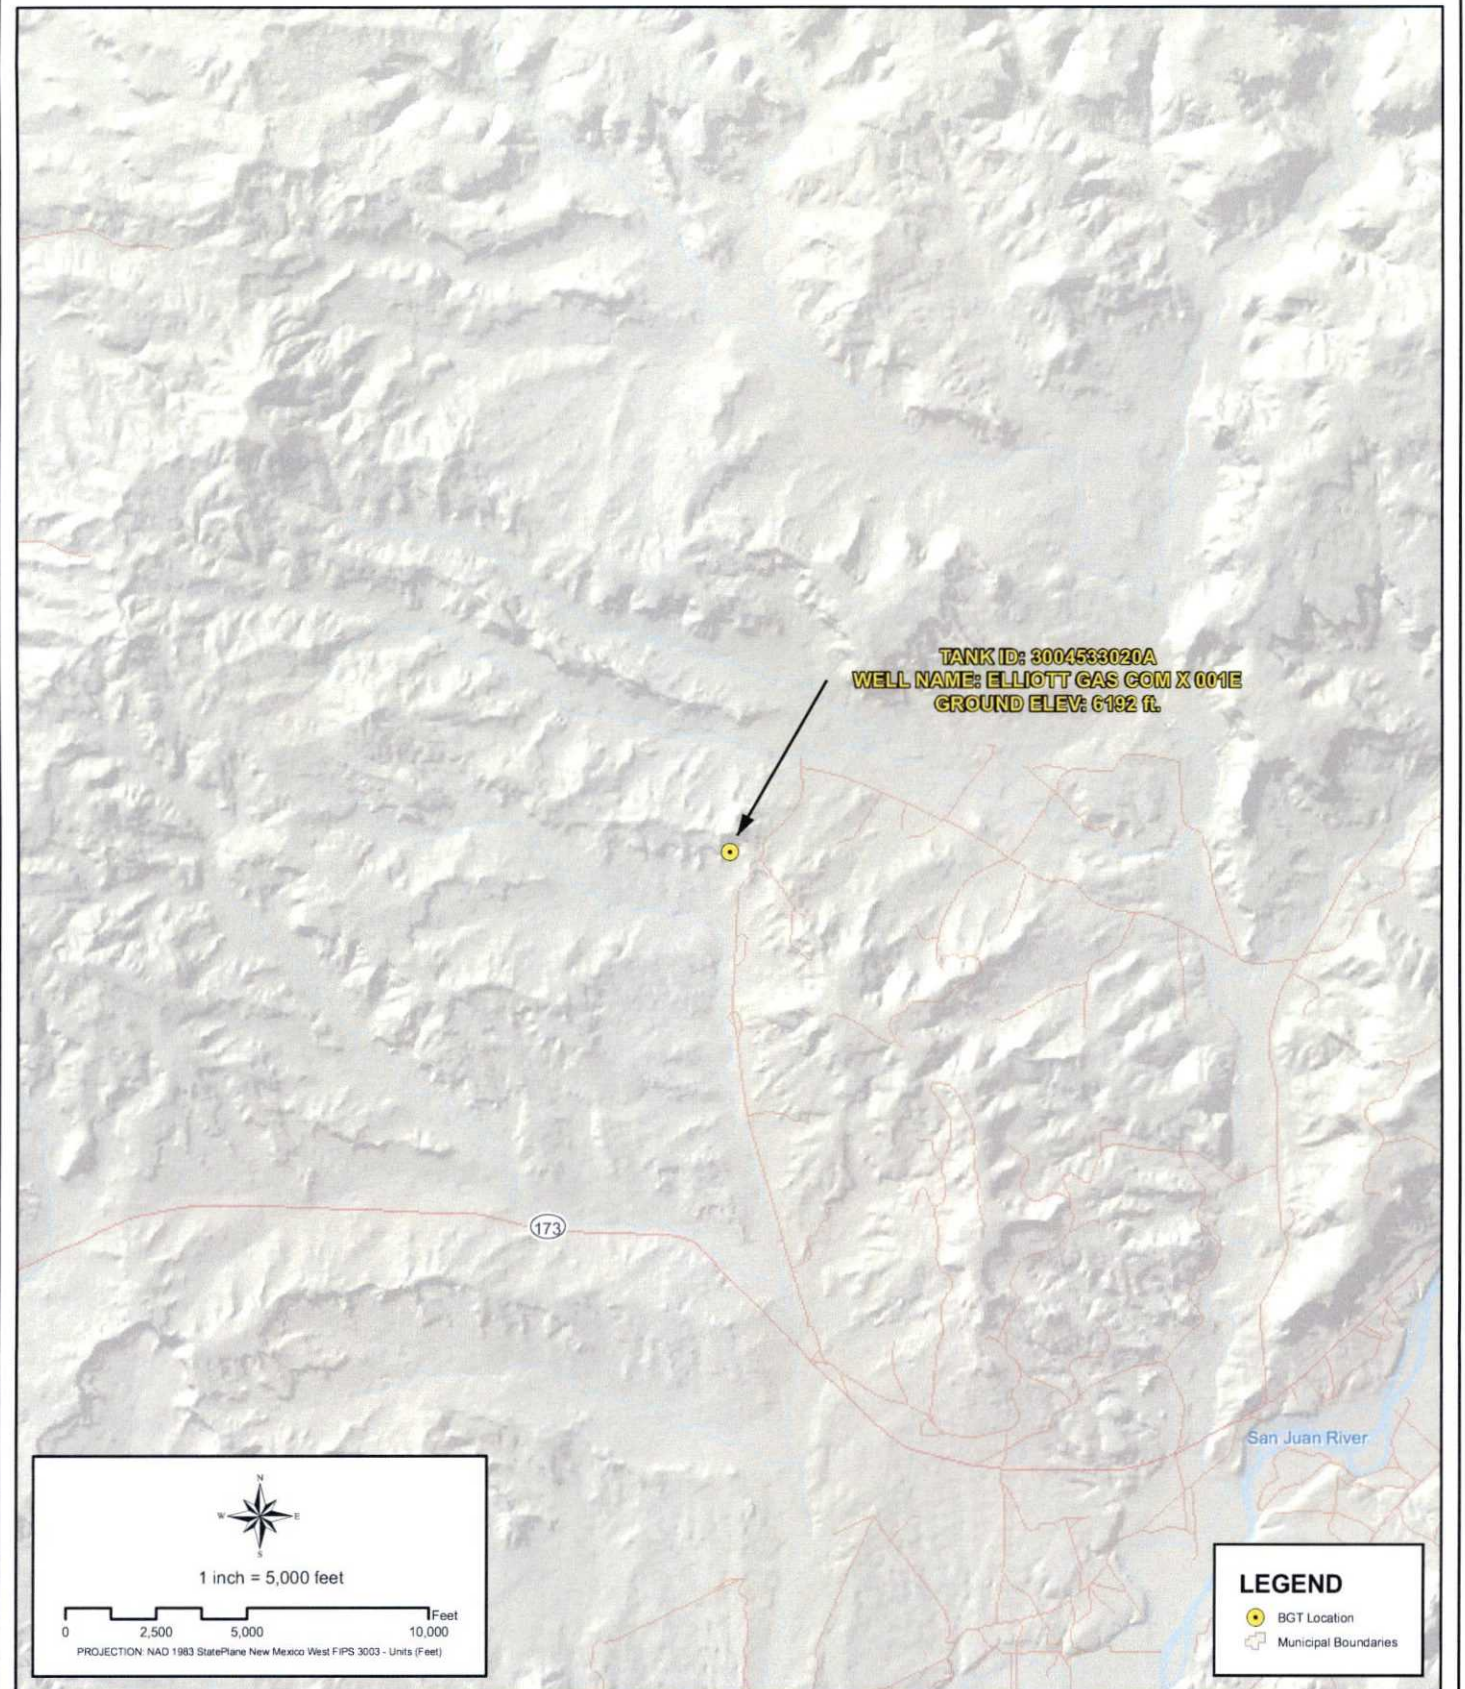 TANK ID: 3004533020A
WELL NAME: ELLIOTT GAS COM X 001E
GROUND ELEV: 6192 ft.
173
San Juan River
N
W E
S
1 inch = 5,000 feet
Feet
0 2,500 5,000 10,000
PROJECTION: NAD 1983 StatePlane New Mexico West FIPS 3003 - Units (Feet)
LEGEND
BGT Location
Municipal Boundaries